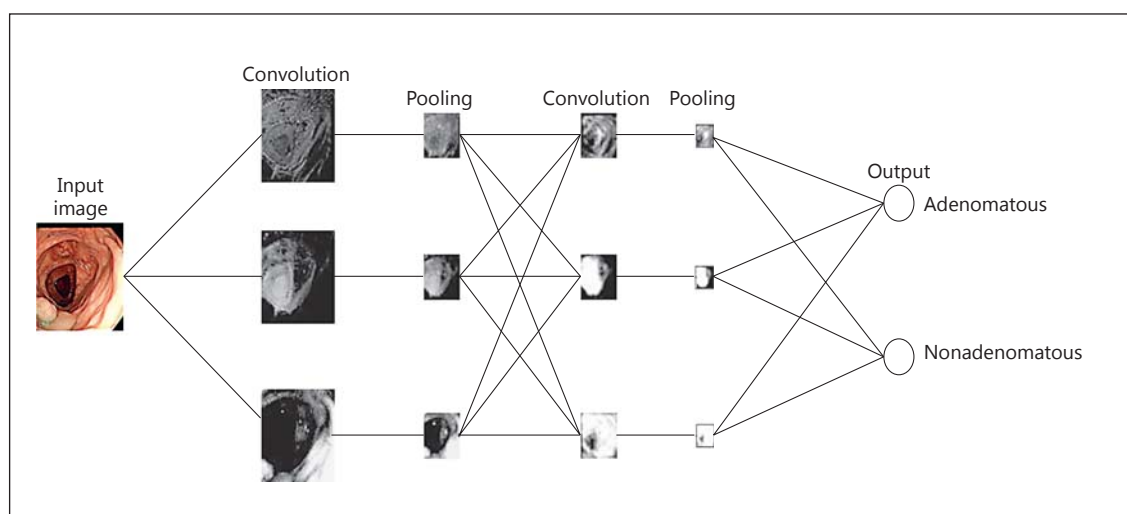 Convolution
Pooling
Convolution
Pooling
Input
image
Output
Adenomatous
Nonadenomatous